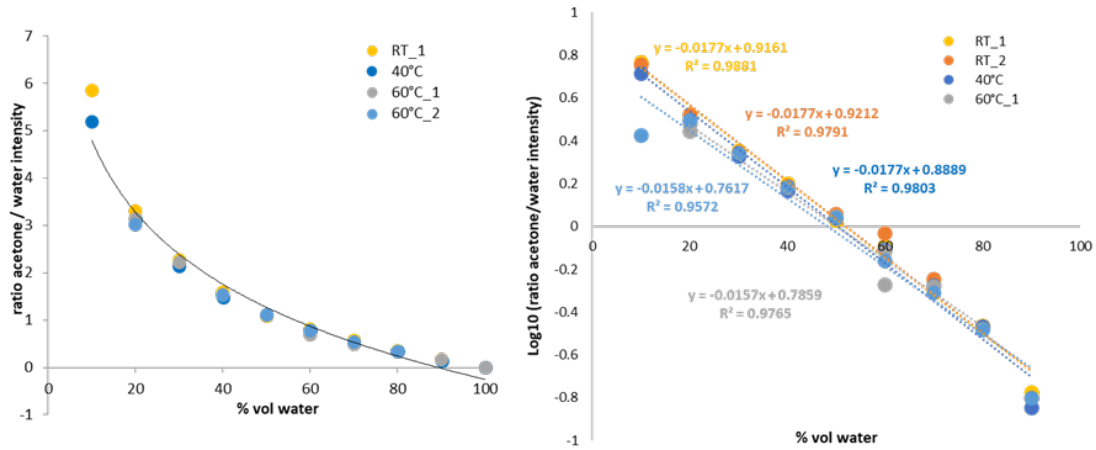 7
6
5
4
3
2
1
0
-1
0
20
40
60
80
100
ratio acetone / water intensity
% vol water
RT_1
40°C
60°C_1
60°C_2
1
0.8
0.6
0.4
0.2
0
-0.2
-0.4
-0.6
-0.8
-1
0
20
40
60
80
100
Log10 (ratio acetone/water intensity)
% vol water
y = -0.0177x + 0.9161
R² = 0.9881
y = -0.0177x + 0.9212
R² = 0.9791
y = -0.0177x + 0.8889
R² = 0.9803
y = -0.0158x + 0.7617
R² = 0.9572
y = -0.0157x + 0.7859
R² = 0.9765
RT_1
RT_2
40°C
60°C_1